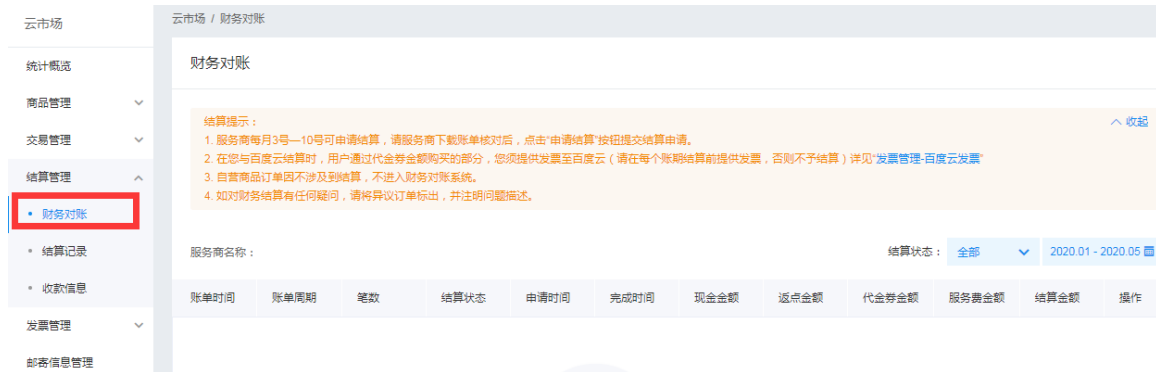 云市场
云市场 / 财务对账
统计概览
商品管理
交易管理
结算管理
• 财务对账
• 结算记录
• 收款信息
发票管理
邮寄信息管理
财务对账
结算提示：
收起
1. 服务商每月3号—10号可申请结算，请服务商下载账单核对后，点击“申请结算”按钮提交结算申请。
2. 在您与百度云结算时，用户通过代金券金额购买的部分，您须提供发票至百度云（请在每个账期结算前提供发票，否则不予结算）详见“发票管理-百度云发票”
3. 自营商品订单因不涉及到结算，不进入财务对账系统。
4. 如对财务结算有任何疑问，请将异议订单标出，并注明问题描述。
服务商名称： 结算状态： 全部 2020.01 - 2020.05
账单时间 账单周期 笔数 结算状态 申请时间 完成时间 现金金额 返点金额 代金券金额 服务费金额 结算金额 操作